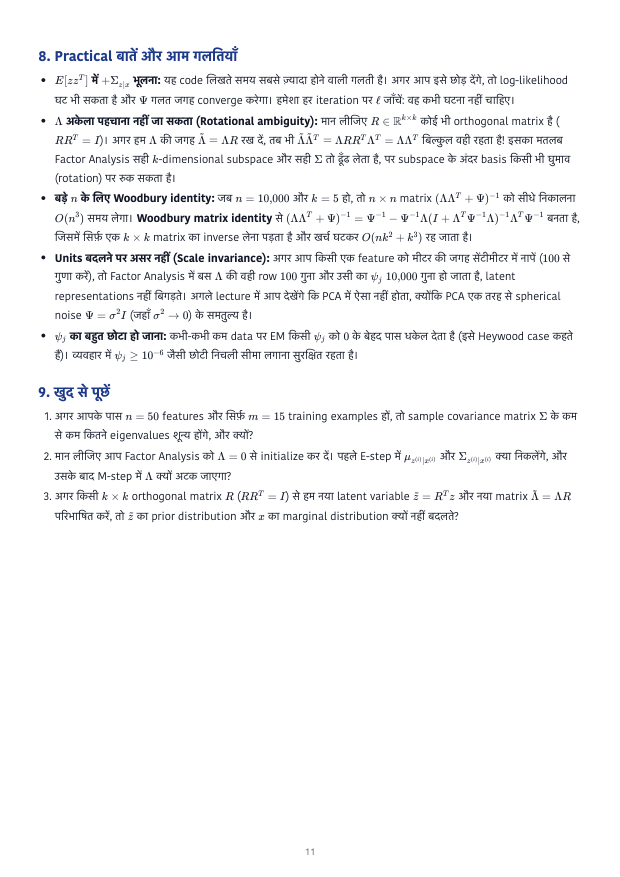 8. Practical बातें और आम गलतियाँ
• E[zz^T] में +Σ_{z|x} भूलना: यह code लिखते समय सबसे ज़्यादा होने वाली गलती है। अगर आप इसे छोड़ देंगे, तो log-likelihood
घट भी सकता है और Ψ गलत जगह converge करेगा। हमेशा हर iteration पर ℓ जाँचें: वह कभी घटना नहीं चाहिए।
• Λ अकेला पहचाना नहीं जा सकता (Rotational ambiguity): मान लीजिए R ∈ ℝ^{k×k} कोई भी orthogonal matrix है (
RR^T = I)। अगर हम Λ की जगह Λ̃ = ΛR रख दें, तब भी Λ̃Λ̃^T = ΛRR^TΛ^T = ΛΛ^T बिल्कुल वही रहता है! इसका मतलब
Factor Analysis सही k-dimensional subspace और सही Σ तो ढूँढ लेता है, पर subspace के अंदर basis किसी भी घुमाव
(rotation) पर रुक सकता है।
• बड़े n के लिए Woodbury identity: जब n = 10,000 और k = 5 हो, तो n × n matrix (ΛΛ^T + Ψ)^{-1} को सीधे निकालना
O(n^3) समय लेगा। Woodbury matrix identity से (ΛΛ^T + Ψ)^{-1} = Ψ^{-1} − Ψ^{-1}Λ(I + Λ^TΨ^{-1}Λ)^{-1}Λ^TΨ^{-1} बनता है,
जिसमें सिर्फ़ एक k × k matrix का inverse लेना पड़ता है और खर्च घटकर O(nk^2 + k^3) रह जाता है।
• Units बदलने पर असर नहीं (Scale invariance): अगर आप किसी एक feature को मीटर की जगह सेंटीमीटर में नापें (100 से
गुणा करें), तो Factor Analysis में बस Λ की वही row 100 गुना और उसी का ψ_j 10,000 गुना हो जाता है, latent
representations नहीं बिगड़ते। अगले lecture में आप देखेंगे कि PCA में ऐसा नहीं होता, क्योंकि PCA एक तरह से spherical
noise Ψ = σ^2I (जहाँ σ^2 → 0) के समतुल्य है।
• ψ_j का बहुत छोटा हो जाना: कभी-कभी कम data पर EM किसी ψ_j को 0 के बेहद पास धकेल देता है (इसे Heywood case कहते
हैं)। व्यवहार में ψ_j ≥ 10^{-6} जैसी छोटी निचली सीमा लगाना सुरक्षित रहता है।
9. खुद से पूछें
1. अगर आपके पास n = 50 features और सिर्फ़ m = 15 training examples हों, तो sample covariance matrix Σ के कम
से कम कितने eigenvalues शून्य होंगे, और क्यों?
2. मान लीजिए आप Factor Analysis को Λ = 0 से initialize कर दें। पहले E-step में μ_{z^{(i)}|x^{(i)}} और Σ_{z^{(i)}|x^{(i)}} क्या निकलेंगे, और
उसके बाद M-step में Λ क्यों अटक जाएगा?
3. अगर किसी k × k orthogonal matrix R (RR^T = I) से हम नया latent variable z̃ = R^Tz और नया matrix Λ̃ = ΛR
परिभाषित करें, तो z̃ का prior distribution और x का marginal distribution क्यों नहीं बदलते?
11